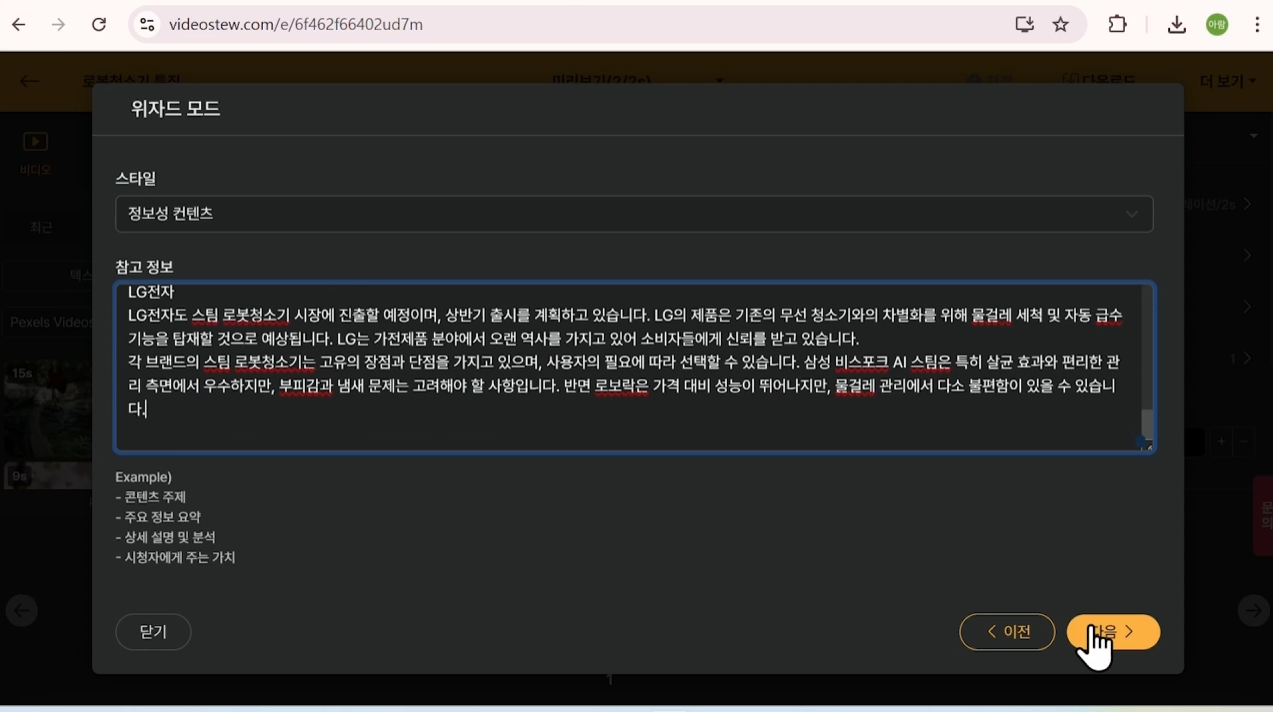 videostew.com/e/6f462f66402ud7m
아람
로봇청소기 특징
미리보기(2/2s)
다운로드
더 보기
위자드 모드
비디오
스타일
정보성 컨텐츠
최근
참고 정보
LG전자
LG전자도 스팀 로봇청소기 시장에 진출할 예정이며, 상반기 출시를 계획하고 있습니다. LG의 제품은 기존의 무선 청소기와의 차별화를 위해 물걸레 세척 및 자동 급수
기능을 탑재할 것으로 예상됩니다. LG는 가전제품 분야에서 오랜 역사를 가지고 있어 소비자들에게 신뢰를 받고 있습니다.
각 브랜드의 스팀 로봇청소기는 고유의 장점과 단점을 가지고 있으며, 사용자의 필요에 따라 선택할 수 있습니다. 삼성 비스포크 AI 스팀은 특히 살균 효과와 편리한 관
리 측면에서 우수하지만, 부피감과 냄새 문제는 고려해야 할 사항입니다. 반면 로보락은 가격 대비 성능이 뛰어나지만, 물걸레 관리에서 다소 불편함이 있을 수 있습니
다.
Pexels Videos
15s
9s
Example)
- 콘텐츠 주제
- 주요 정보 요약
- 상세 설명 및 분석
- 시청자에게 주는 가치
문의
닫기
이전
다음
1